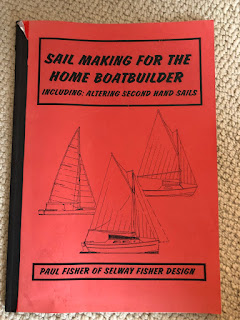 SAIL MAKING FOR THE
HOME BOATBUILDER
INCLUDING: ALTERING SECOND HAND SAILS
PAUL FISHER OF SELWAY FISHER DESIGN